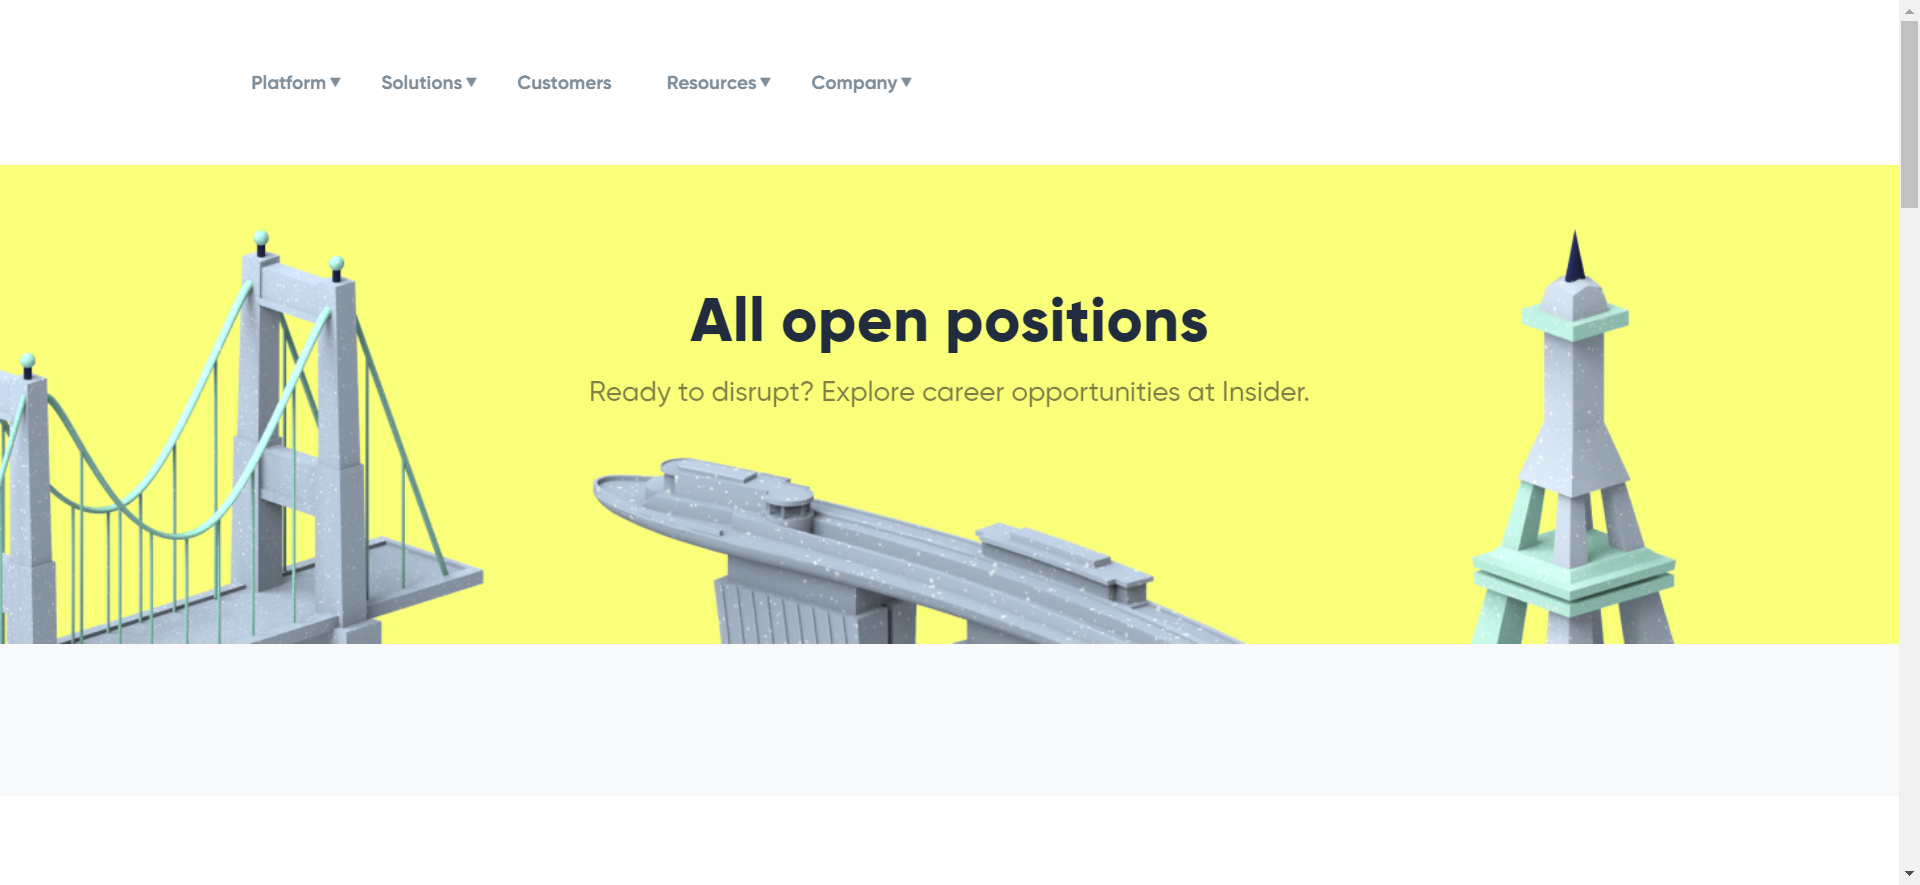 Platform ▼ Solutions ▼ Customers Resources ▼ Company ▼
All open positions
Ready to disrupt? Explore career opportunities at Insider.